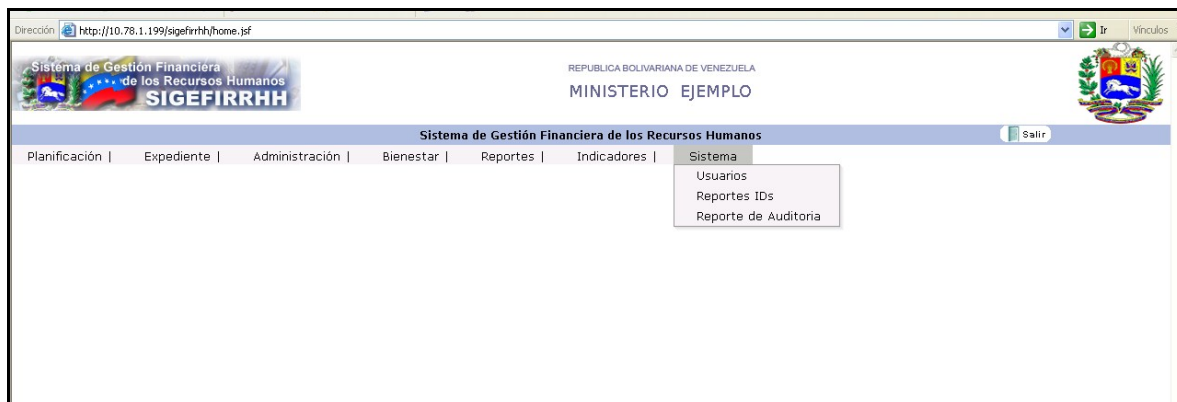 Dirección http://10.78.1.199/sigefirrhh/home.jsf Ir Vínculos
Sistema de Gestión Financiera
de los Recursos Humanos
SIGEFIRRHH
REPUBLICA BOLIVARIANA DE VENEZUELA
MINISTERIO EJEMPLO
Sistema de Gestión Financiera de los Recursos Humanos Salir
Planificación | Expediente | Administración | Bienestar | Reportes | Indicadores | Sistema
Usuarios
Reportes IDs
Reporte de Auditoria